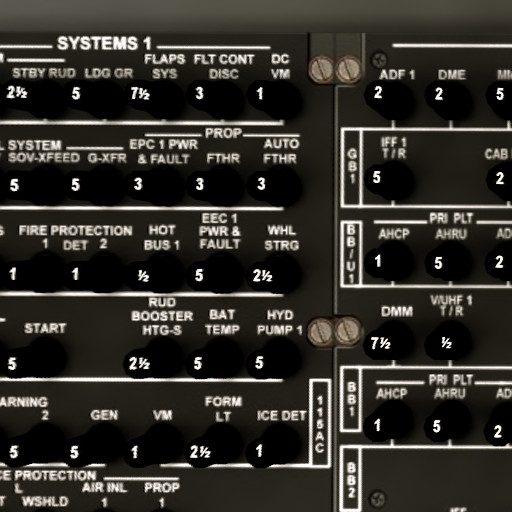 SYSTEMS 1
FLAPS FLT CONT DC
STBY RUD LDG GR SYS DISC VM
2½ 5 7½ 3 1
PROP
L SYSTEM EPC 1 PWR AUTO
SOV-XFEED G-XFR & FAULT FTHR FTHR
5 5 3 3 3
EEC 1
FIRE PROTECTION HOT PWR & WHL
1 DET 2 BUS 1 FAULT STRG
1 1 ½ 5 2½
RUD
BOOSTER BAT HYD
START HTG-S TEMP PUMP 1
5 2½ 5 5
ARNING FORM
2 GEN VM LT ICE DET
5 5 1 2½ 1
115AC
CE PROTECTION
L AIR INL PROP
T WSHLD 1 1
ADF 1 DME MI
2 2 5
GB1
IFF 1
T/R CAB
5 2
BB/U1
PRI PLT
AHCP AHRU AD
1 5 2
V/UHF 1
DMM T/R
7½ ½
BB1
PRI PLT
AHCP AHRU AD
1 5 2
BB2